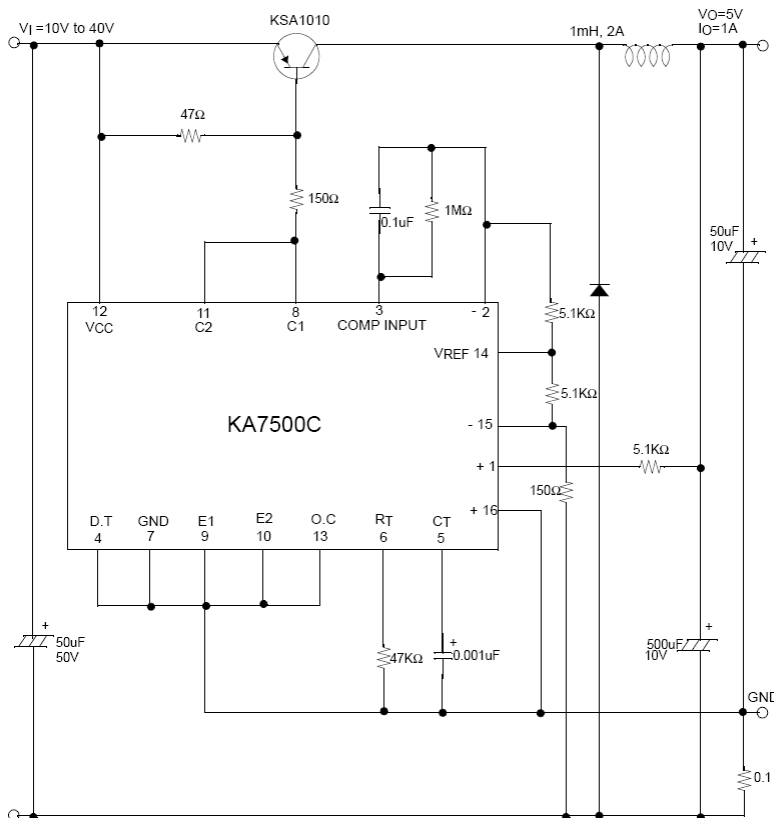 VI =10V to 40V
KSA1010
1mH, 2A
VO=5V
IO=1A
47Ω
150Ω
0.1uF
1MΩ
50uF
10V
+
12
VCC
11
C2
8
C1
3
COMP INPUT
- 2
5.1KΩ
VREF 14
5.1KΩ
KA7500C
- 15
+ 1
5.1KΩ
150Ω
+ 16
D.T
4
GND
7
E1
9
E2
10
O.C
13
RT
6
CT
5
+
50uF
50V
47KΩ
+
0.001uF
+
500uF
10V
GND
0.1